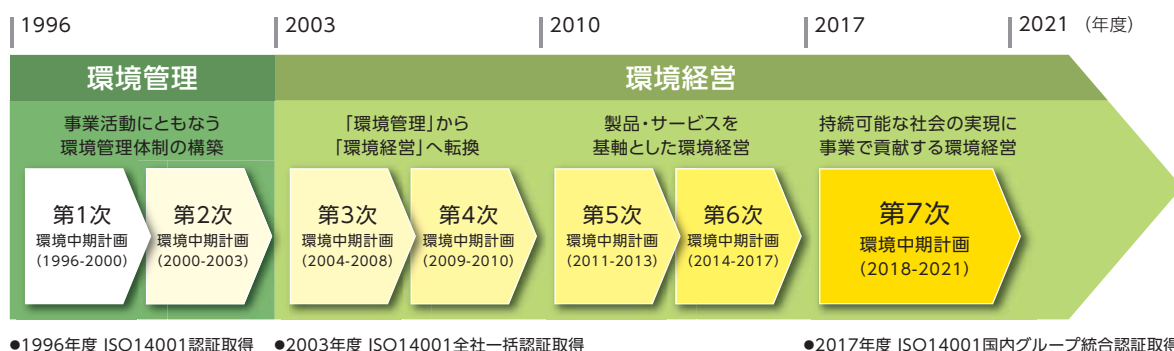 1996
2003
2010
2017
2021 (年度)
環境管理
環境経営
事業活動にともなう
環境管理体制の構築
「環境管理」から
「環境経営」へ転換
製品・サービスを
基軸とした環境経営
持続可能な社会の実現に
事業で貢献する環境経営
第1次
環境中期計画
(1996-2000)
第2次
環境中期計画
(2000-2003)
第3次
環境中期計画
(2004-2008)
第4次
環境中期計画
(2009-2010)
第5次
環境中期計画
(2011-2013)
第6次
環境中期計画
(2014-2017)
第7次
環境中期計画
(2018-2021)
●1996年度 ISO14001認証取得
●2003年度 ISO14001全社一括認証取得
●2017年度 ISO14001国内グループ統合認証取得